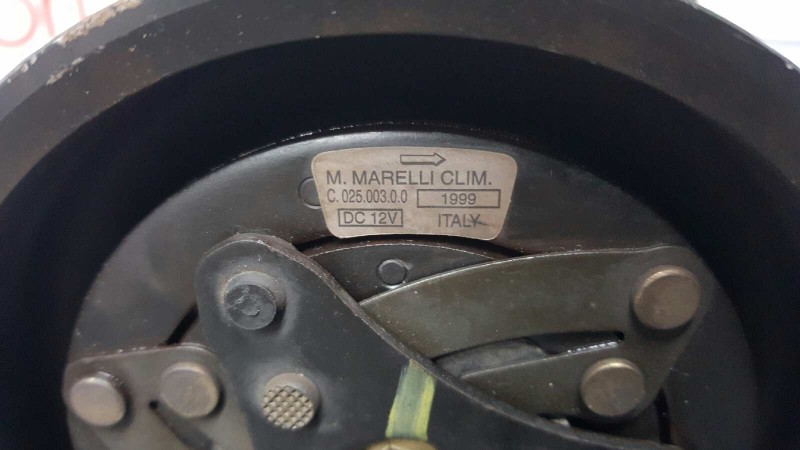 M. MARELLI CLIM.
C. 025.003.0.0 1999
DC 12V ITALY